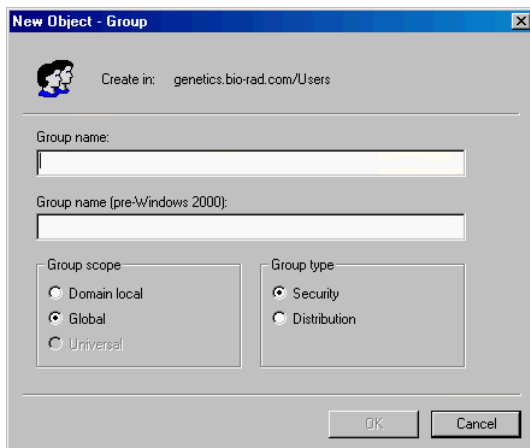 New Object - Group
Create in: genetics.bio-rad.com/Users
Group name:
Group name (pre-Windows 2000):
Group scope
Domain local
Global
Universal
Group type
Security
Distribution
OK
Cancel